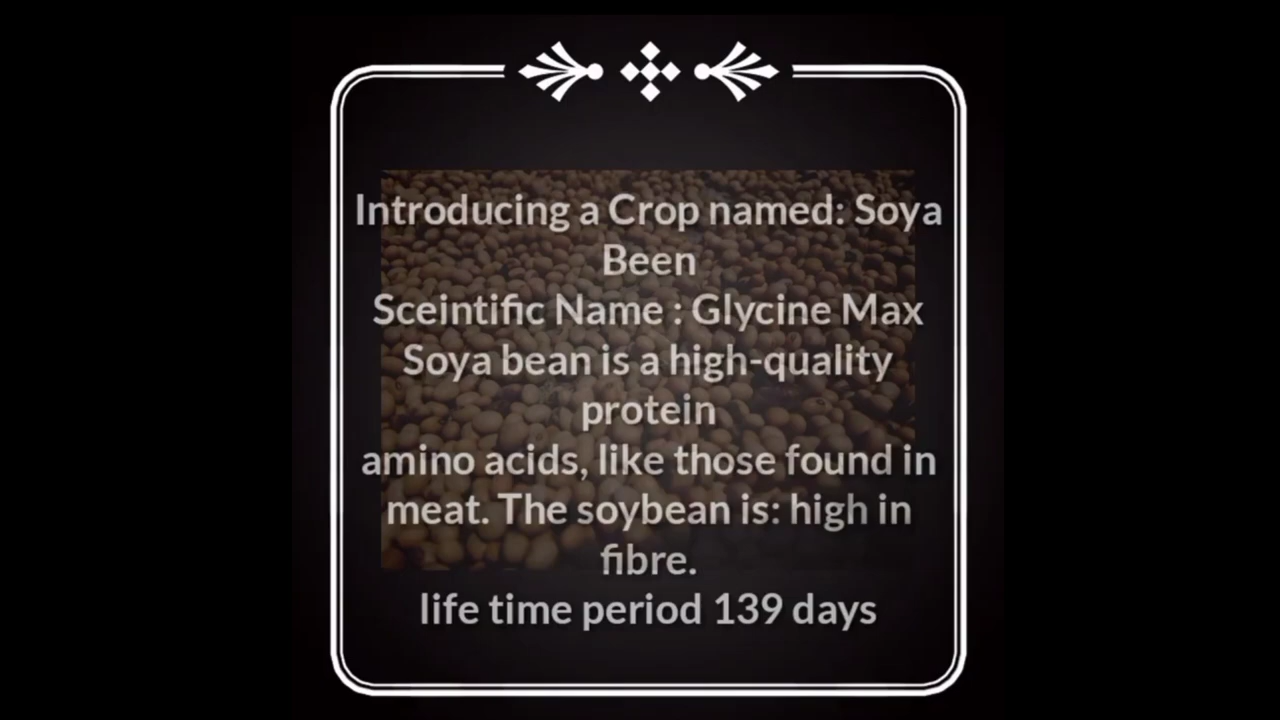 Introducing a Crop named: Soya
Been
Sceintific Name : Glycine Max
Soya bean is a high-quality
protein
amino acids, like those found in
meat. The soybean is: high in
fibre.
life time period 139 days